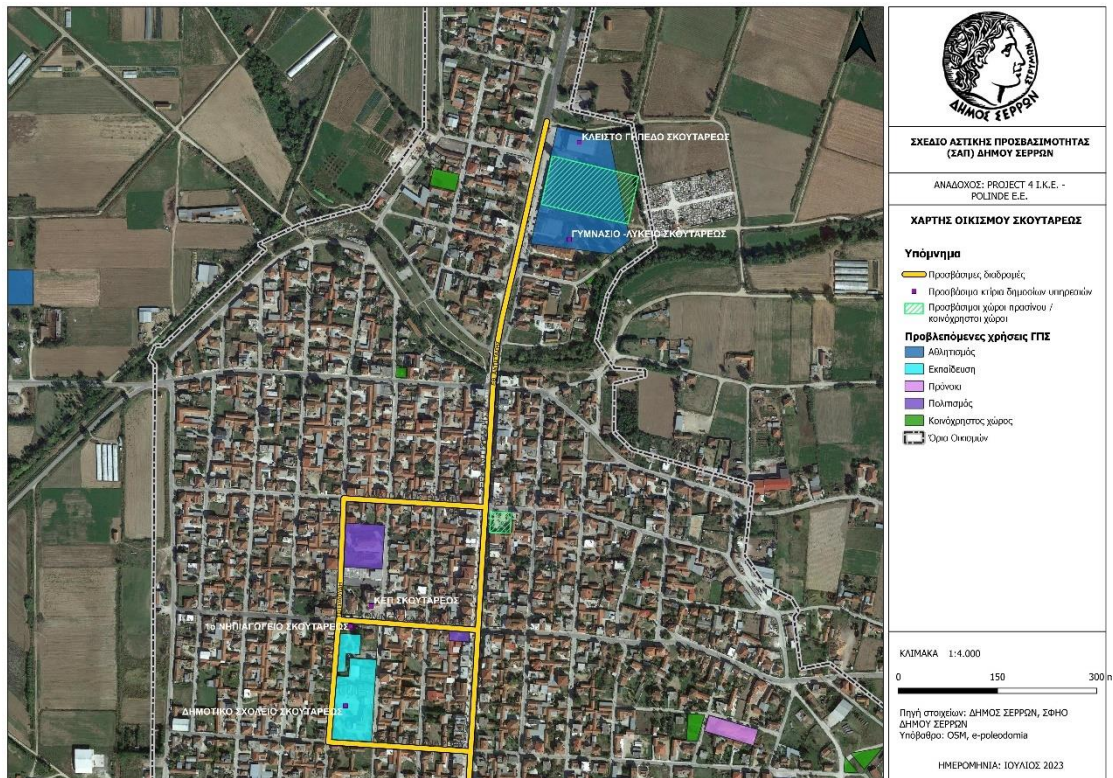 ΚΛΕΙΣΤΟ ΓΗΠΕΔΟ ΣΚΟΥΤΑΡΕΩΣ
ΓΥΜΝΑΣΙΟ -ΛΥΚΕΙΟ ΣΚΟΥΤΑΡΕΩΣ
ΚΕΠ ΣΚΟΥΤΑΡΕΩΣ
1ο ΝΗΠΙΑΓΩΓΕΙΟ ΣΚΟΥΤΑΡΕΩΣ
ΔΗΜΟΤΙΚΟ ΣΧΟΛΕΙΟ ΣΚΟΥΤΑΡΕΩΣ
ΔΗΜΟΣ ΣΕΡΡΩΝ
ΣΧΕΔΙΟ ΑΣΤΙΚΗΣ ΠΡΟΣΒΑΣΙΜΟΤΗΤΑΣ
(ΣΑΠ) ΔΗΜΟΥ ΣΕΡΡΩΝ
ΑΝΑΔΟΧΟΣ: PROJECT 4 Ι.Κ.Ε. -
POLINDE Ε.Ε.
ΧΑΡΤΗΣ ΟΙΚΙΣΜΟΥ ΣΚΟΥΤΑΡΕΩΣ
Υπόμνημα
Προσβάσιμες διαδρομές
Προσβάσιμα κτίρια δημοσίων υπηρεσιών
Προσβάσιμοι χώροι πρασίνου /
κοινόχρηστοι χώροι
Προβλεπόμενες χρήσεις ΓΠΣ
Αθλητισμός
Εκπαίδευση
Πρόνοια
Πολιτισμός
Κοινόχρηστος χώρος
Όρια Οικισμών
ΚΛΙΜΑΚΑ 1:4.000
0 150 300 m
Πηγή στοιχείων: ΔΗΜΟΣ ΣΕΡΡΩΝ, ΣΦΗΟ
ΔΗΜΟΥ ΣΕΡΡΩΝ
Υπόβαθρο: OSM, e-poleodomia
ΗΜΕΡΟΜΗΝΙΑ: ΙΟΥΛΙΟΣ 2023